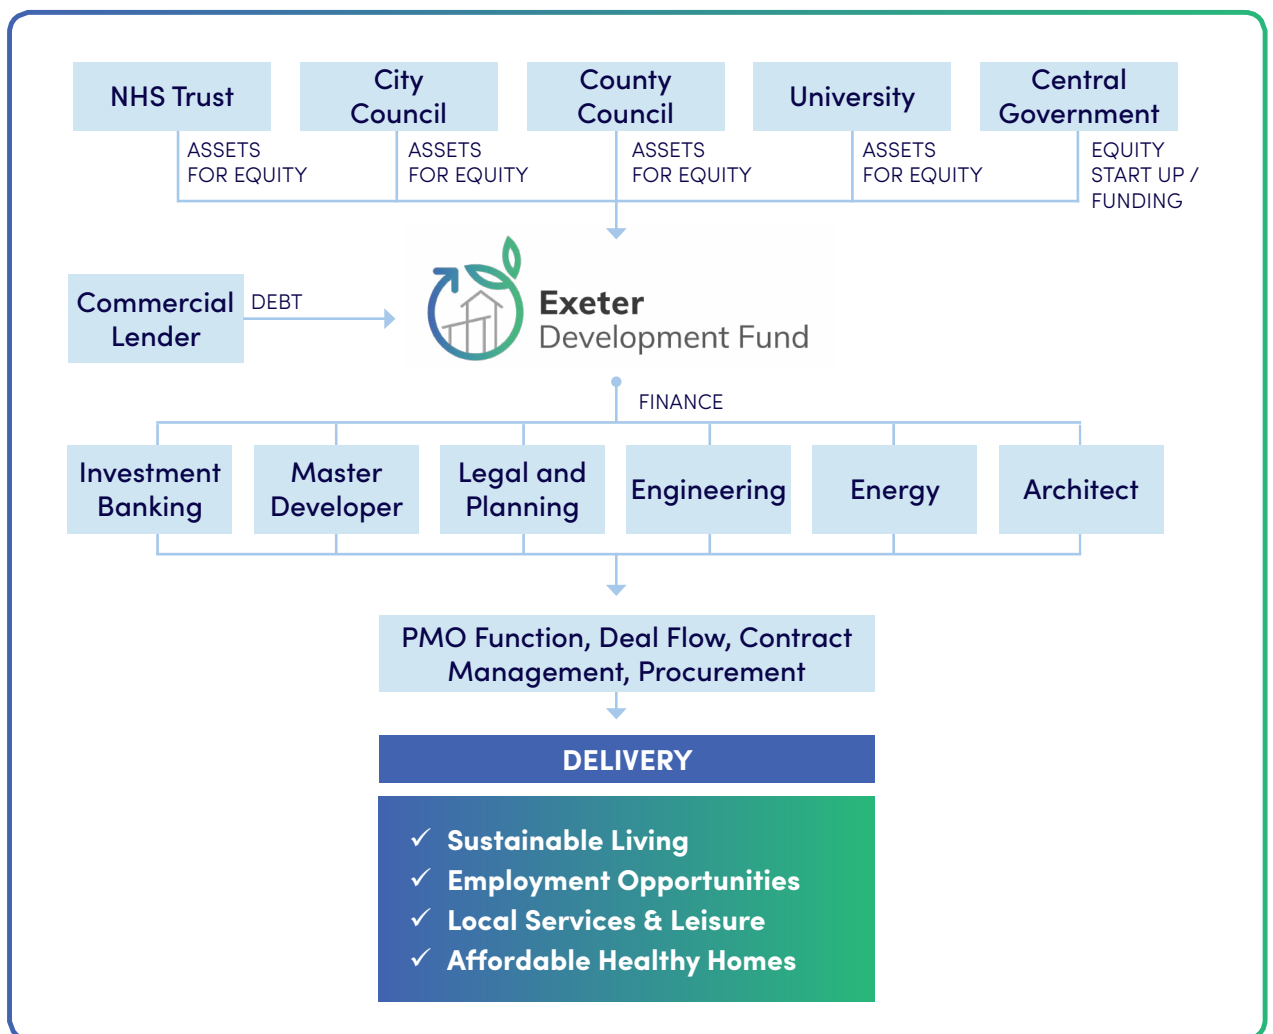 NHS Trust
City
Council
County
Council
University
Central
Government
ASSETS
FOR EQUITY
ASSETS
FOR EQUITY
ASSETS
FOR EQUITY
ASSETS
FOR EQUITY
EQUITY
START UP /
FUNDING
Commercial
Lender
DEBT
Exeter
Development Fund
FINANCE
Investment
Banking
Master
Developer
Legal and
Planning
Engineering
Energy
Architect
PMO Function, Deal Flow, Contract
Management, Procurement
DELIVERY
✓ Sustainable Living
✓ Employment Opportunities
✓ Local Services & Leisure
✓ Affordable Healthy Homes